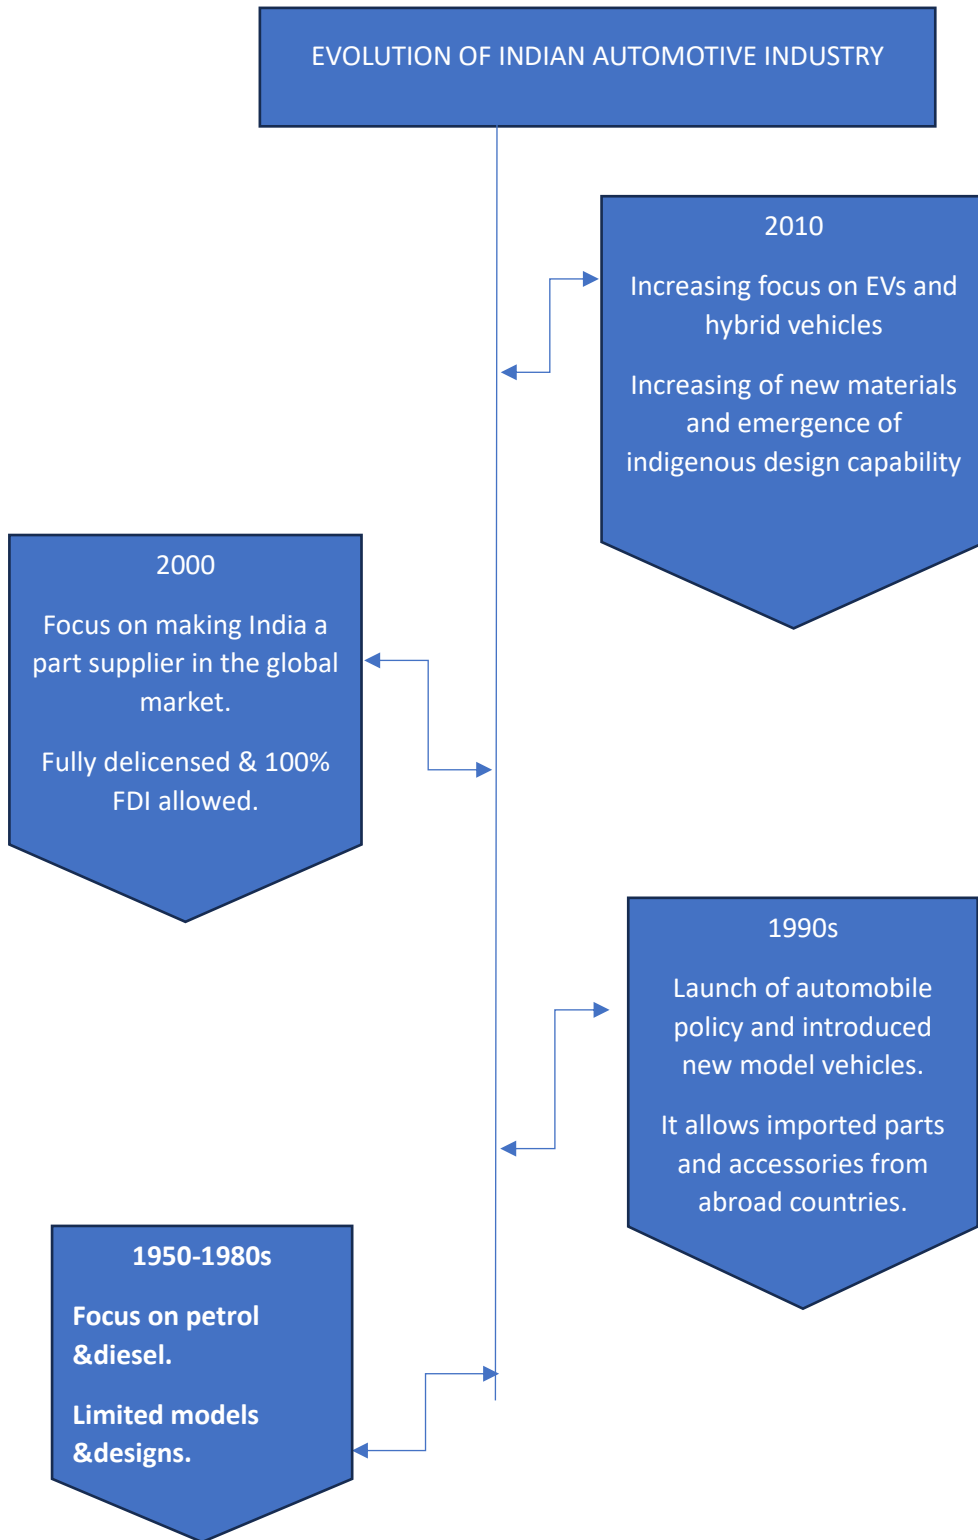 EVOLUTION OF INDIAN AUTOMOTIVE INDUSTRY
2010
Increasing focus on EVs and
hybrid vehicles
Increasing of new materials
and emergence of
indigenous design capability
2000
Focus on making India a
part supplier in the global
market.
Fully delicensed & 100%
FDI allowed.
1990s
Launch of automobile
policy and introduced
new model vehicles.
It allows imported parts
and accessories from
abroad countries.
1950-1980s
Focus on petrol
&diesel.
Limited models
&designs.